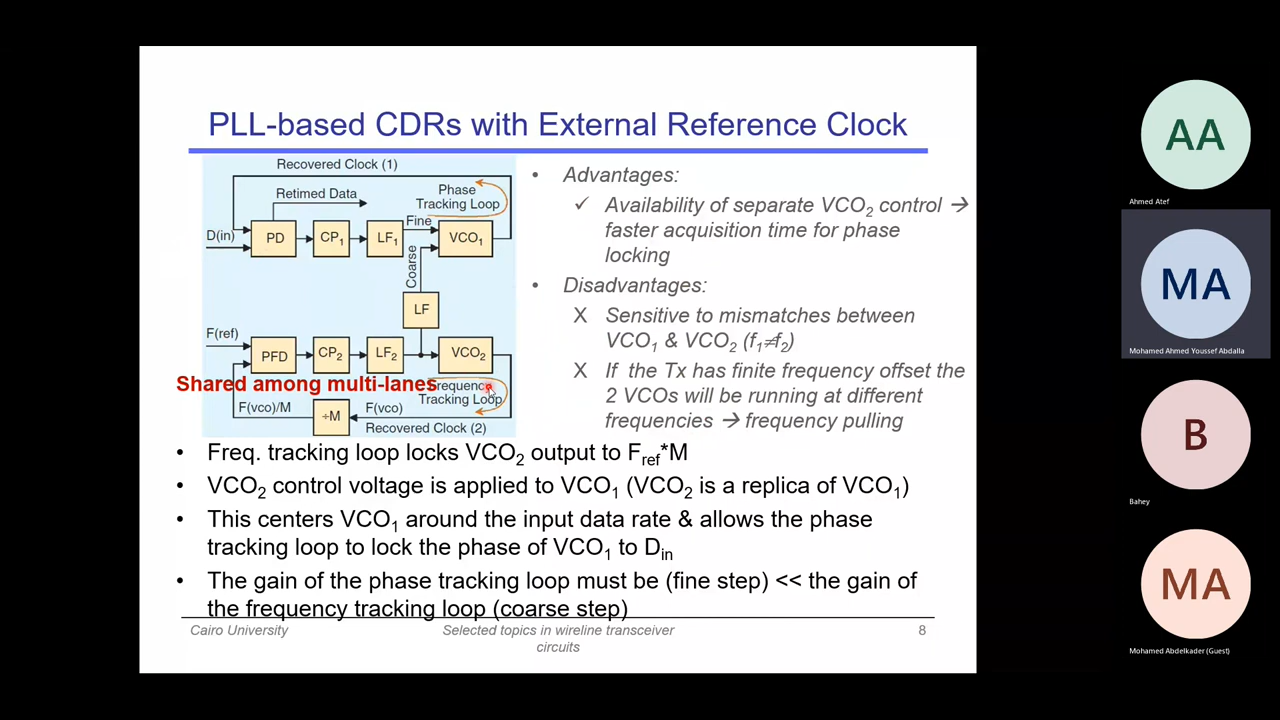 PLL-based CDRs with External Reference Clock
Recovered Clock (1)
Retimed Data
Phase
Tracking Loop
D(in)
PD
CP1
LF1
Fine
VCO1
Coarse
LF
F(ref)
PFD
CP2
LF2
VCO2
Shared among multi-lanes
Frequency
Tracking Loop
F(vco)/M
÷M
F(vco)
Recovered Clock (2)
• Advantages:
✓ Availability of separate VCO2 control →
faster acquisition time for phase
locking
• Disadvantages:
X Sensitive to mismatches between
VCO1 & VCO2 (f1≠f2)
X If the Tx has finite frequency offset the
2 VCOs will be running at different
frequencies → frequency pulling
• Freq. tracking loop locks VCO2 output to Fref*M
• VCO2 control voltage is applied to VCO1 (VCO2 is a replica of VCO1)
• This centers VCO1 around the input data rate & allows the phase
tracking loop to lock the phase of VCO1 to Din
• The gain of the phase tracking loop must be (fine step) << the gain of
the frequency tracking loop (coarse step)
Cairo University
Selected topics in wireline transceiver
circuits
8
AA
Ahmed Atef
MA
Mohamed Ahmed Youssef Abdalla
B
Bahey
MA
Mohamed Abdelkader (Guest)